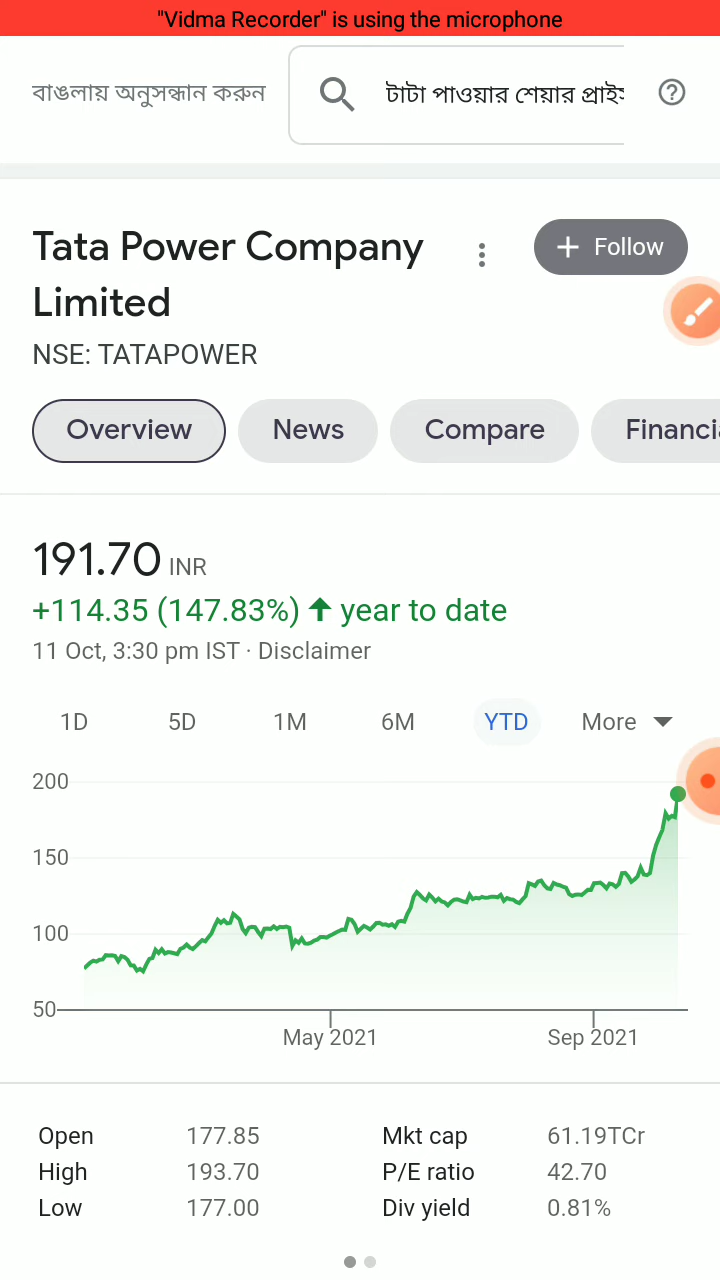 "Vidma Recorder" is using the microphone
বাঙলায় অনুসন্ধান করুন
টাটা পাওয়ার শেয়ার
Tata Power Company
Limited
+ Follow
NSE: TATAPOWER
Overview News Compare
191.70 INR
+114.35 (147.83%) ↑ year to date
11 Oct, 3:30 pm IST · Disclaimer
1D 5D 1M 6M YTD More
200
150
100
50
May 2021 Sep 2021
Open 177.85 Mkt cap 61.19TCr
High 193.70 P/E ratio 42.70
Low 177.00 Div yield 0.81%